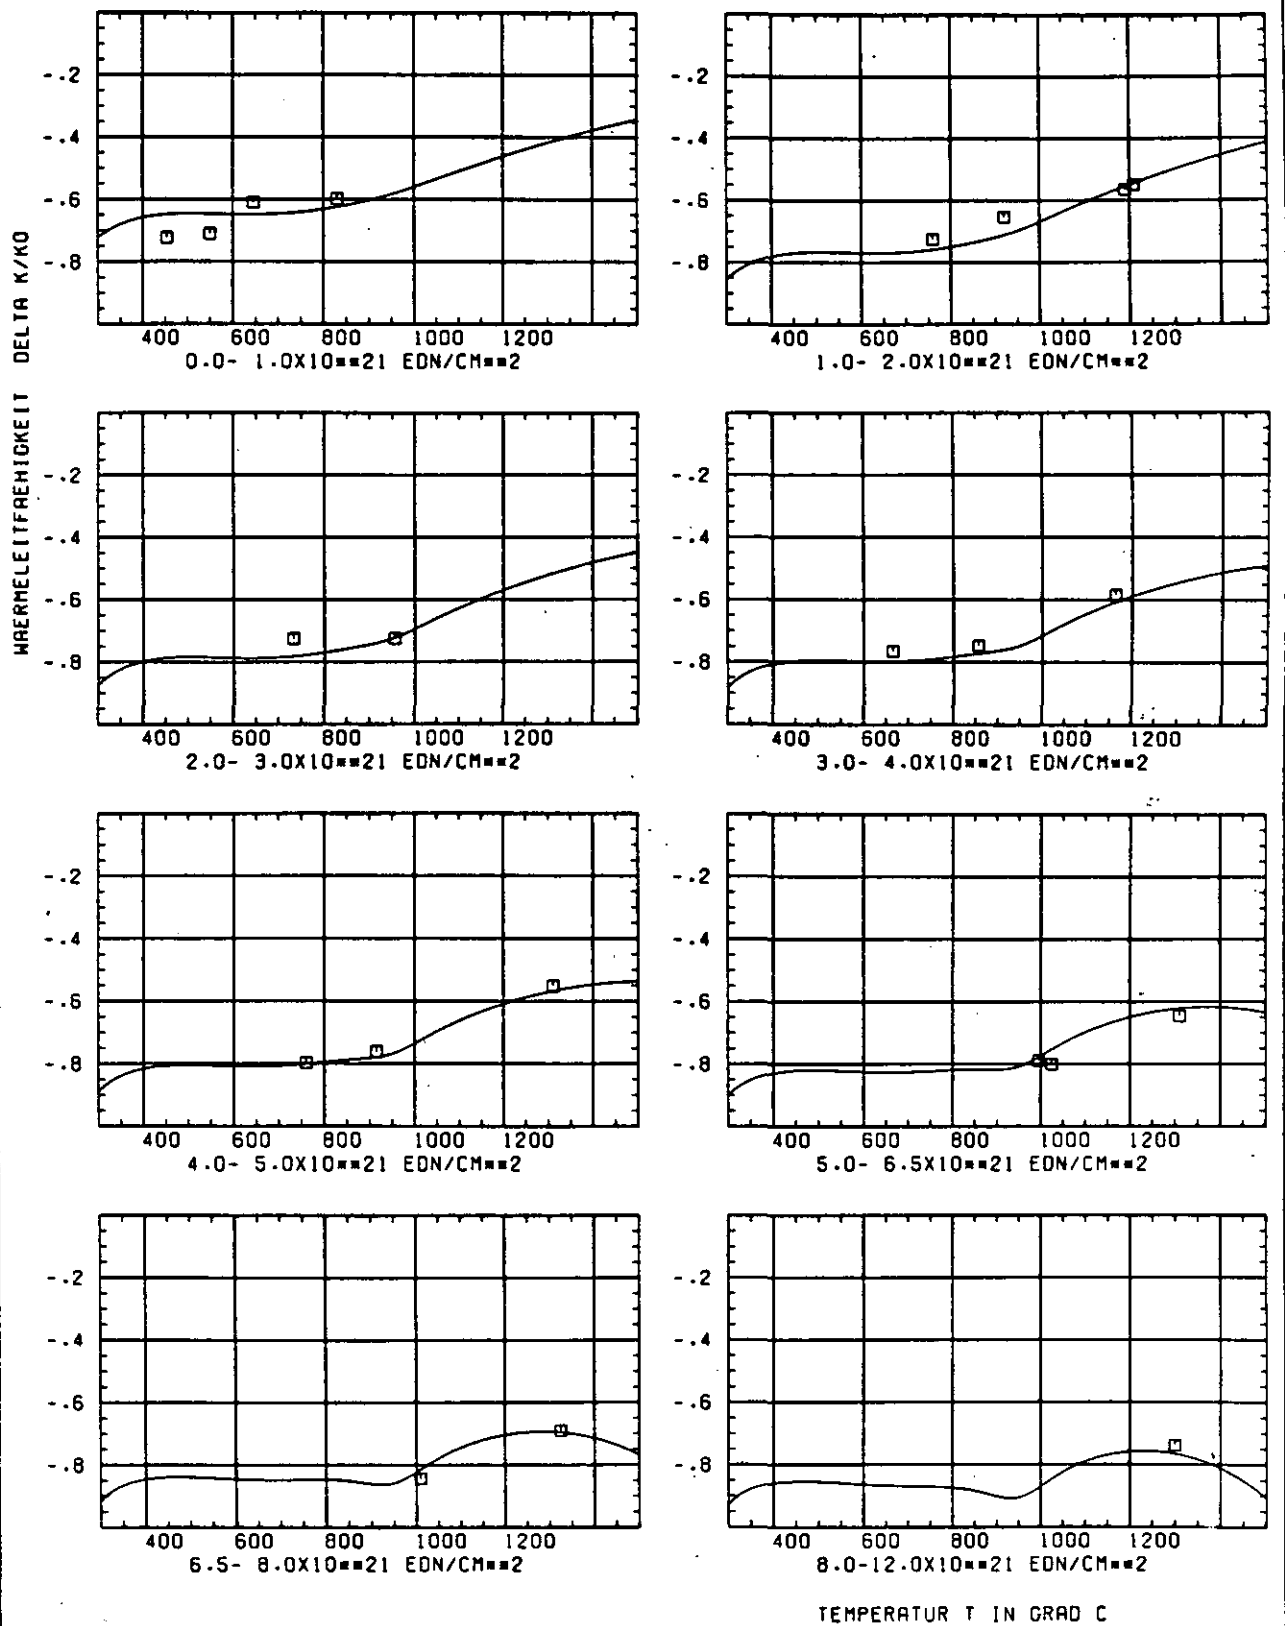 WAERMELEITFAEHIGKEIT DELTA K/K0
-.2
-.4
-.6
-.8
400 600 800 1000 1200
0.0- 1.0X10**21 EDN/CM**2
-.2
-.4
-.6
-.8
400 600 800 1000 1200
1.0- 2.0X10**21 EDN/CM**2
-.2
-.4
-.6
-.8
400 600 800 1000 1200
2.0- 3.0X10**21 EDN/CM**2
-.2
-.4
-.6
-.8
400 600 800 1000 1200
3.0- 4.0X10**21 EDN/CM**2
-.2
-.4
-.6
-.8
400 600 800 1000 1200
4.0- 5.0X10**21 EDN/CM**2
-.2
-.4
-.6
-.8
400 600 800 1000 1200
5.0- 6.5X10**21 EDN/CM**2
-.2
-.4
-.6
-.8
400 600 800 1000 1200
6.5- 8.0X10**21 EDN/CM**2
-.2
-.4
-.6
-.8
400 600 800 1000 1200
8.0-12.0X10**21 EDN/CM**2
TEMPERATUR T IN GRAD C